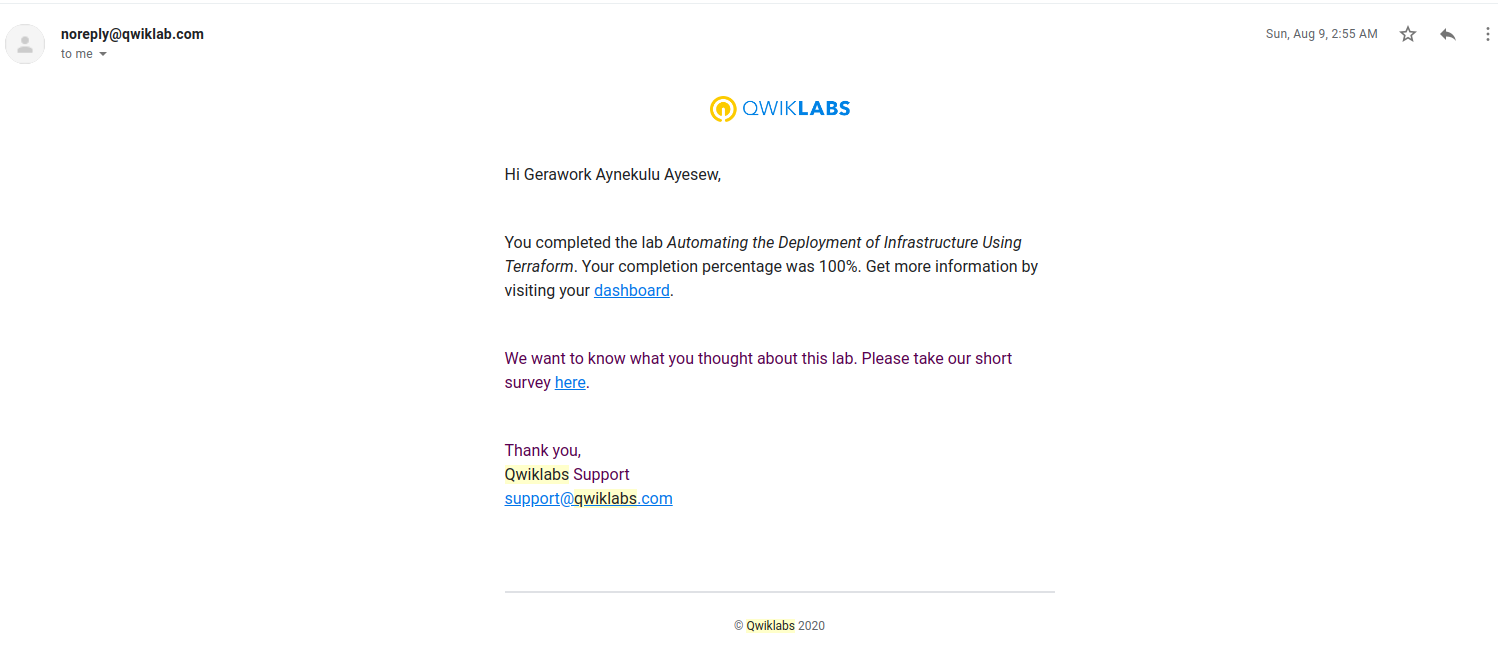 noreply@qwiklab.com
Sun, Aug 9, 2:55 AM
to me
QWIKLABS
Hi Gerawork Aynekulu Ayesew,
You completed the lab Automating the Deployment of Infrastructure Using
Terraform. Your completion percentage was 100%. Get more information by
visiting your dashboard.
We want to know what you thought about this lab. Please take our short
survey here.
Thank you,
Qwiklabs Support
support@qwiklabs.com
© Qwiklabs 2020